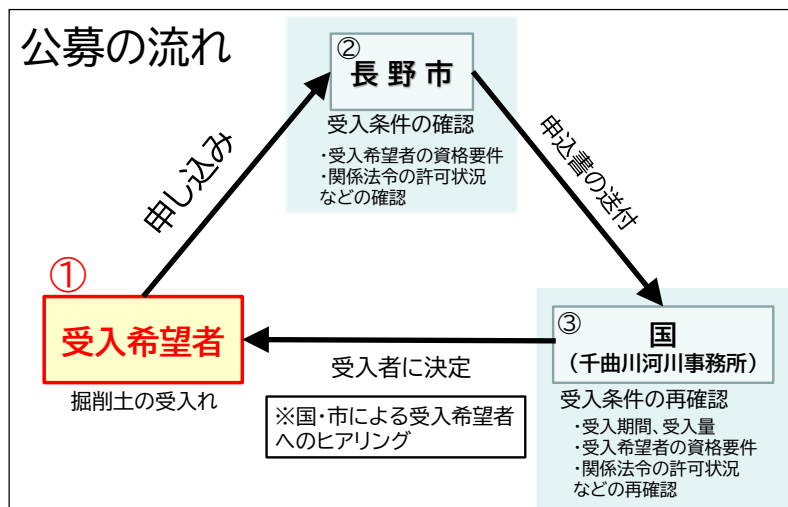 公募の流れ
②
長野市
受入条件の確認
・受入希望者の資格要件
・関係法令の許可状況
などの確認
申し込み
申込書の送付
①
受入希望者
掘削土の受入れ
受入者に決定
※国・市による受入希望者
へのヒアリング
③
国
（千曲川河川事務所）
受入条件の再確認
・受入期間、受入量
・受入希望者の資格要件
・関係法令の許可状況
などの再確認